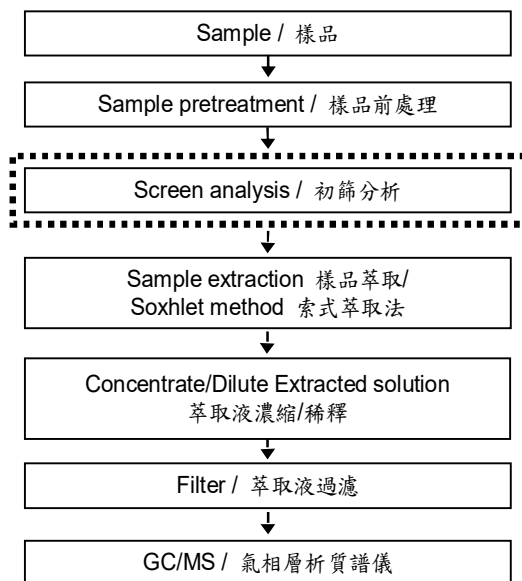 Sample / 樣品
Sample pretreatment / 樣品前處理
Screen analysis / 初篩分析
Sample extraction 樣品萃取/
Soxhlet method 索式萃取法
Concentrate/Dilute Extracted solution
萃取液濃縮/稀釋
Filter / 萃取液過濾
GC/MS / 氣相層析質譜儀